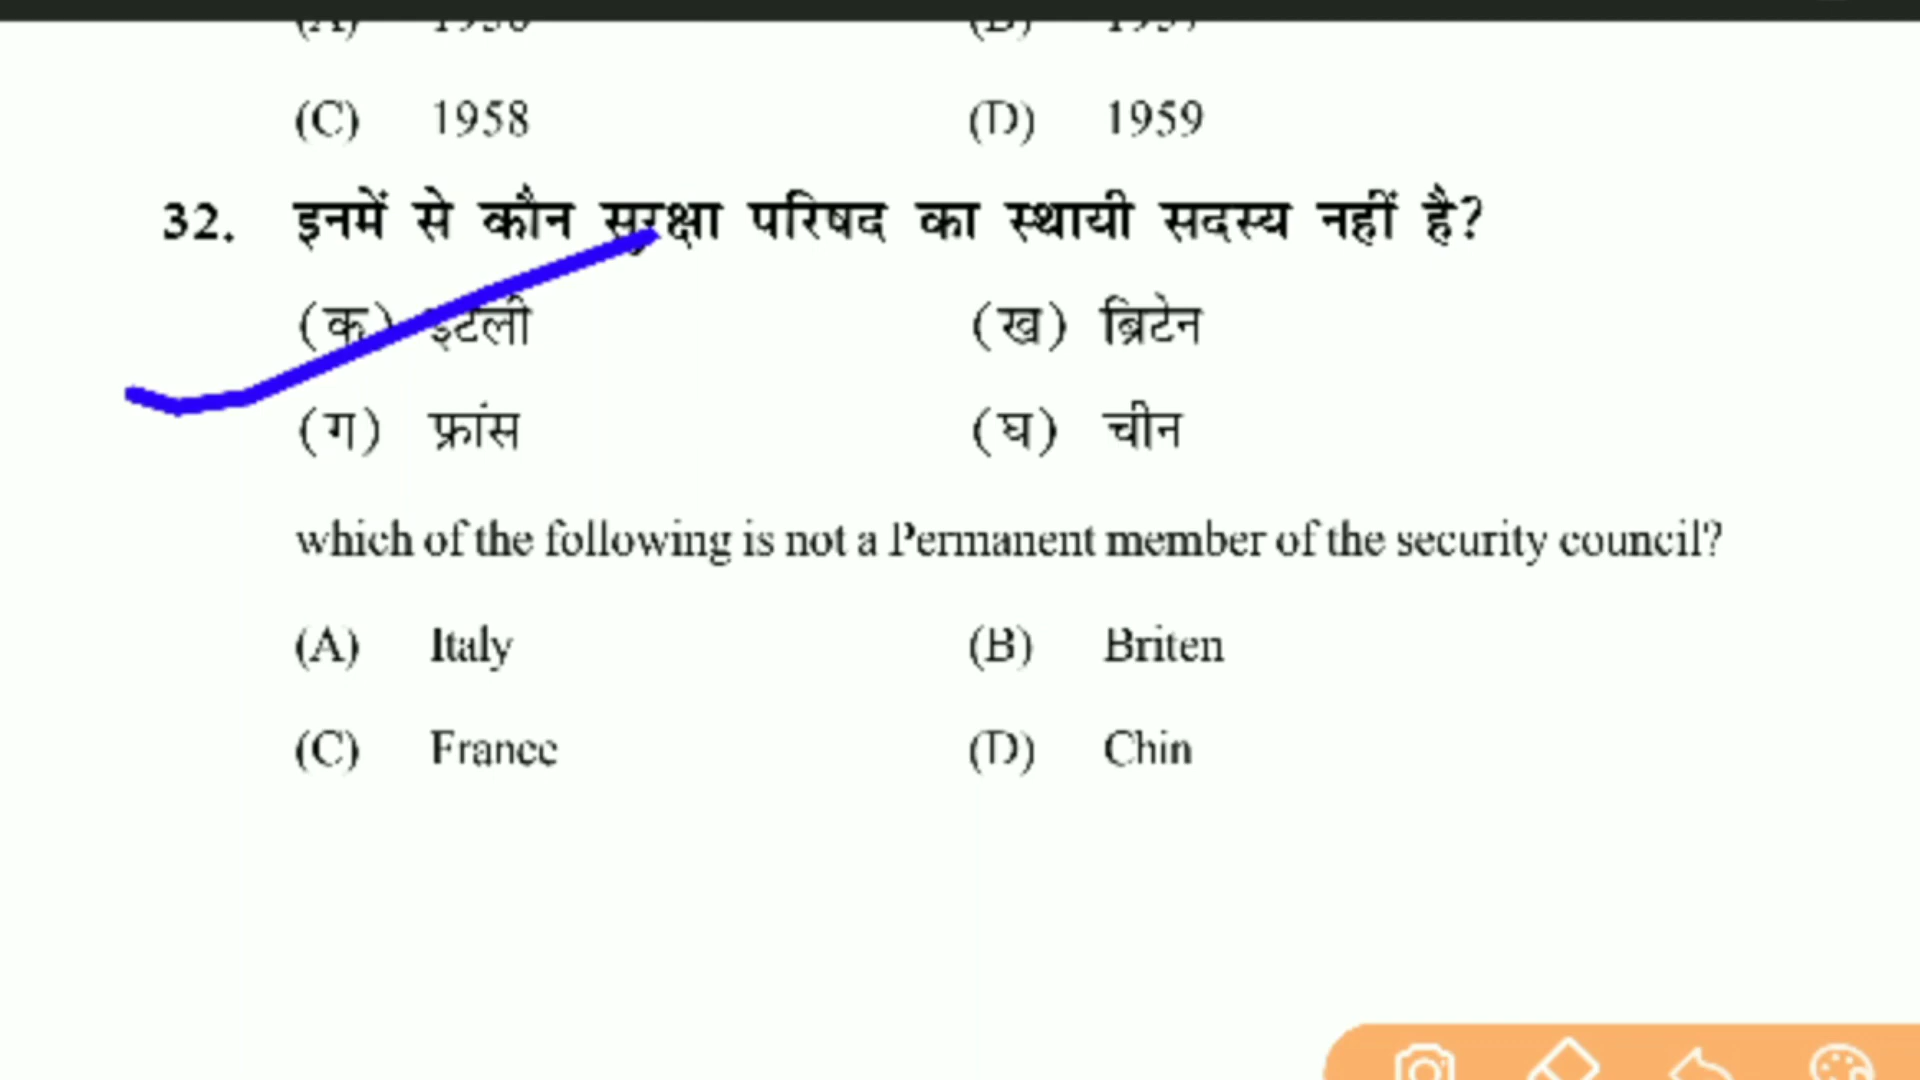 (C) 1958 (D) 1959
32. इनमें से कौन सुरक्षा परिषद का स्थायी सदस्य नहीं है?
(क) इटली (ख) ब्रिटेन
(ग) फ्रांस (घ) चीन
which of the following is not a Permanent member of the security council?
(A) Italy (B) Briten
(C) France (D) Chin